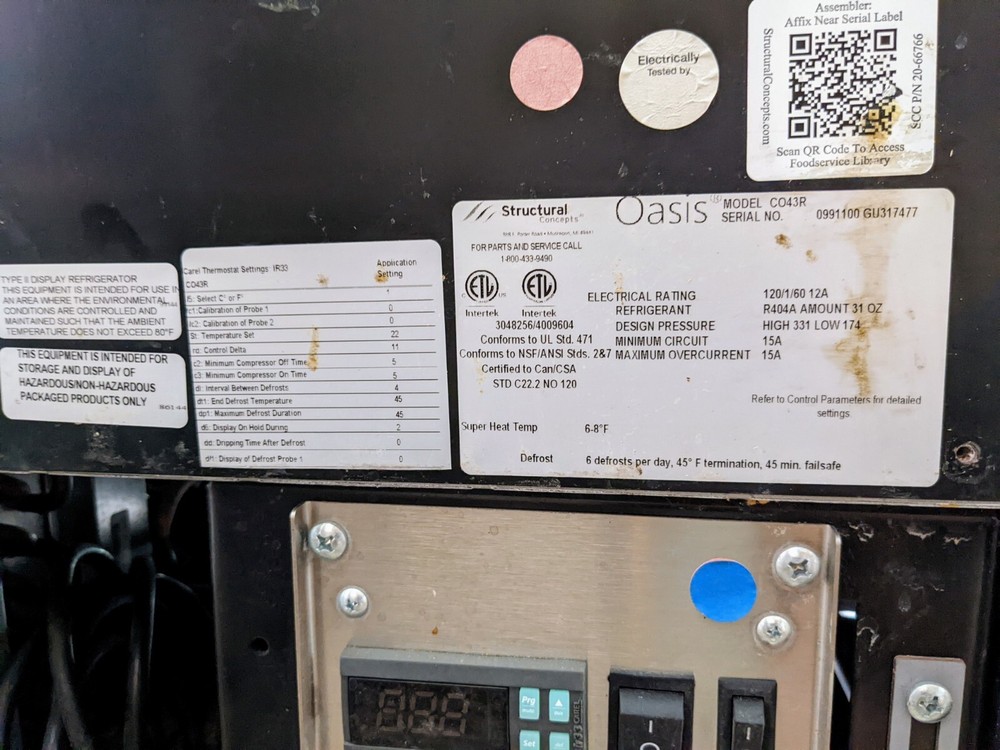 Assembler:
Affix Near Serial Label
StructuralConcepts.com
SCC P/N 20-66766
Scan QR Code To Access
Foodservice Library
Electrically
Tested by
Structural
Concepts
Oasis®
MODEL CO43R
SERIAL NO. 0991100 GU317477
FOR PARTS AND SERVICE CALL
1-800-433-9490
ETL ETL
Intertek Intertek
3048256/4009604
Conforms to UL Std. 471
Conforms to NSF/ANSI Stds. 2&7
Certified to Can/CSA
STD C22.2 NO 120
ELECTRICAL RATING 120/1/60 12A
REFRIGERANT R404A AMOUNT 31 OZ
DESIGN PRESSURE HIGH 331 LOW 174
MINIMUM CIRCUIT 15A
MAXIMUM OVERCURRENT 15A
Refer to Control Parameters for detailed
settings.
Super Heat Temp 6-8°F
Defrost 6 defrosts per day, 45° F termination, 45 min. failsafe
Carel Thermostat Settings IR33 Application
Setting
CO43R
/5: Select C° or F°
/c1:Calibration of Probe 1 0
/c2: Calibration of Probe 2 0
St: Temperature Set 22
rd: Control Delta 11
c2: Minimum Compressor Off Time 5
c3: Minimum Compressor On Time 5
dI: Interval Between Defrosts 4
dt1: End Defrost Temperature 45
dp1: Maximum Defrost Duration 45
d6: Display On Hold During 2
dd: Dripping Time After Defrost 0
d/1: Display of Defrost Probe 1 0
TYPE II DISPLAY REFRIGERATOR
THIS EQUIPMENT IS INTENDED FOR USE IN
AN AREA WHERE THE ENVIRONMENTAL
CONDITIONS ARE CONTROLLED AND
MAINTAINED SUCH THAT THE AMBIENT
TEMPERATURE DOES NOT EXCEED 80°F
THIS EQUIPMENT IS INTENDED FOR
STORAGE AND DISPLAY OF
HAZARDOUS/NON-HAZARDOUS
PACKAGED PRODUCTS ONLY
Prg
Set
ir33 CAREL